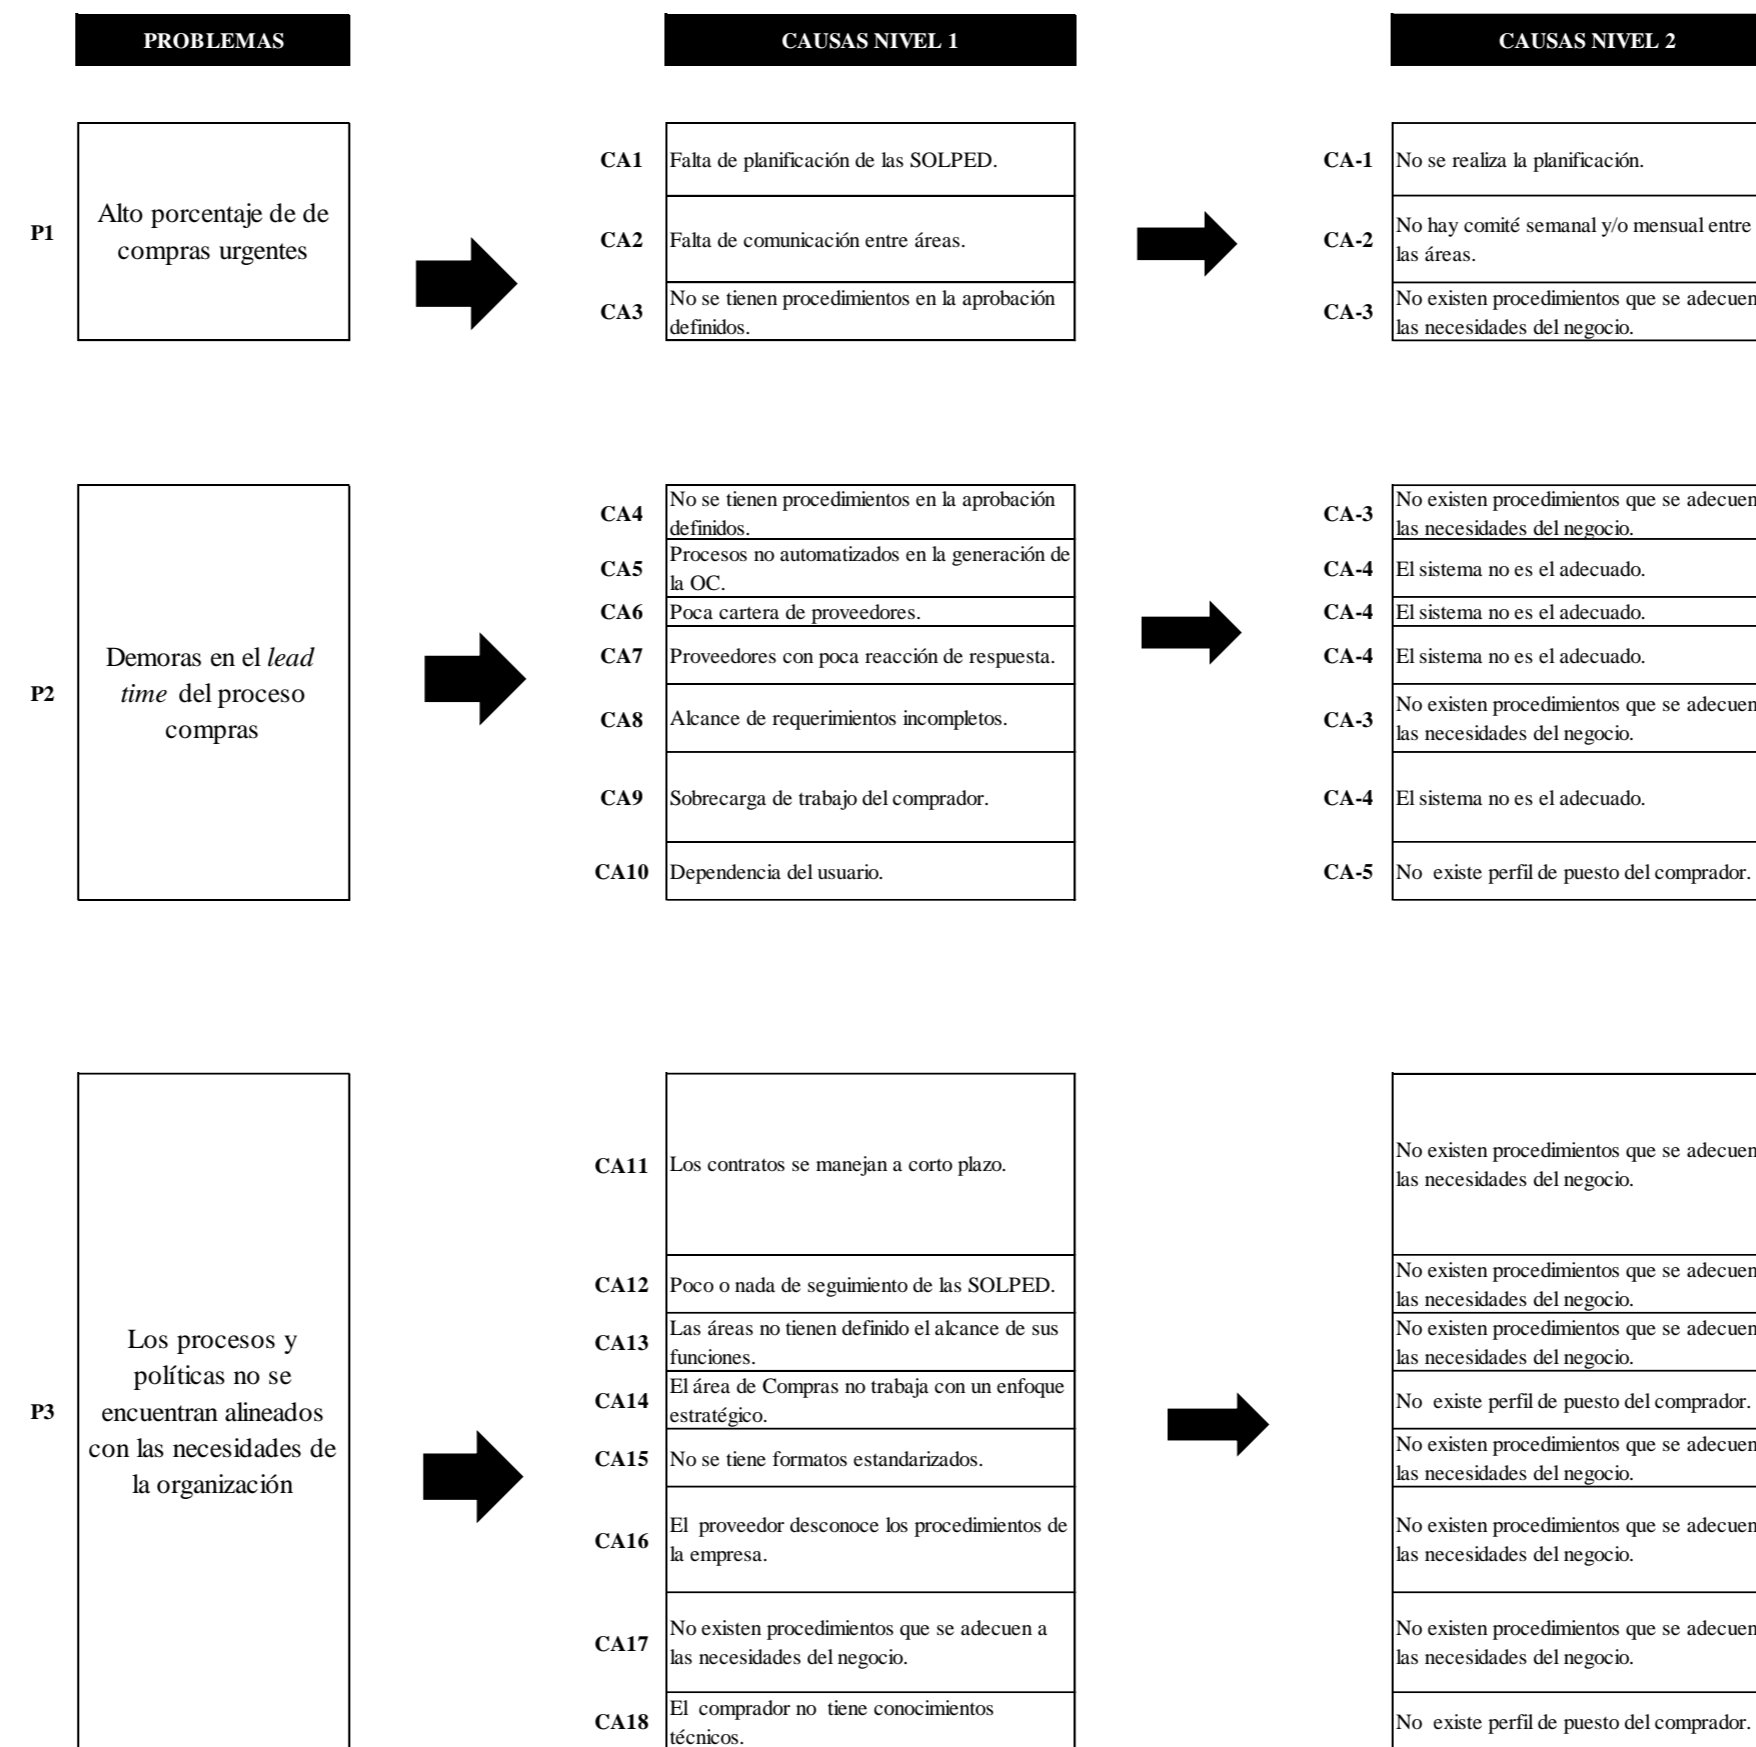 PROBLEMAS
CAUSAS NIVEL 1
CAUSAS NIVEL 2
P1
Alto porcentaje de de
compras urgentes
CA1
Falta de planificación de las SOLPED.
CA-1
No se realiza la planificación.
CA2
Falta de comunicación entre áreas.
CA-2
No hay comité semanal y/o mensual entre
las áreas.
CA3
No se tienen procedimientos en la aprobación
definidos.
CA-3
No existen procedimientos que se adecuen
las necesidades del negocio.
P2
Demoras en el lead
time del proceso
compras
CA4
No se tienen procedimientos en la aprobación
definidos.
CA-3
No existen procedimientos que se adecuen
las necesidades del negocio.
CA5
Procesos no automatizados en la generación de
la OC.
CA-4
El sistema no es el adecuado.
CA6
Poca cartera de proveedores.
CA-4
El sistema no es el adecuado.
CA7
Proveedores con poca reacción de respuesta.
CA-4
El sistema no es el adecuado.
CA8
Alcance de requerimientos incompletos.
CA-3
No existen procedimientos que se adecuen
las necesidades del negocio.
CA9
Sobrecarga de trabajo del comprador.
CA-4
El sistema no es el adecuado.
CA10
Dependencia del usuario.
CA-5
No existe perfil de puesto del comprador.
P3
Los procesos y
políticas no se
encuentran alineados
con las necesidades de
la organización
CA11
Los contratos se manejan a corto plazo.
No existen procedimientos que se adecuen
las necesidades del negocio.
CA12
Poco o nada de seguimiento de las SOLPED.
No existen procedimientos que se adecuen
las necesidades del negocio.
CA13
Las áreas no tienen definido el alcance de sus
funciones.
No existen procedimientos que se adecuen
las necesidades del negocio.
CA14
El área de Compras no trabaja con un enfoque
estratégico.
No existe perfil de puesto del comprador.
CA15
No se tiene formatos estandarizados.
No existen procedimientos que se adecuen
las necesidades del negocio.
CA16
El proveedor desconoce los procedimientos de
la empresa.
No existen procedimientos que se adecuen
las necesidades del negocio.
CA17
No existen procedimientos que se adecuen a
las necesidades del negocio.
No existen procedimientos que se adecuen
las necesidades del negocio.
CA18
El comprador no tiene conocimientos
técnicos.
No existe perfil de puesto del comprador.